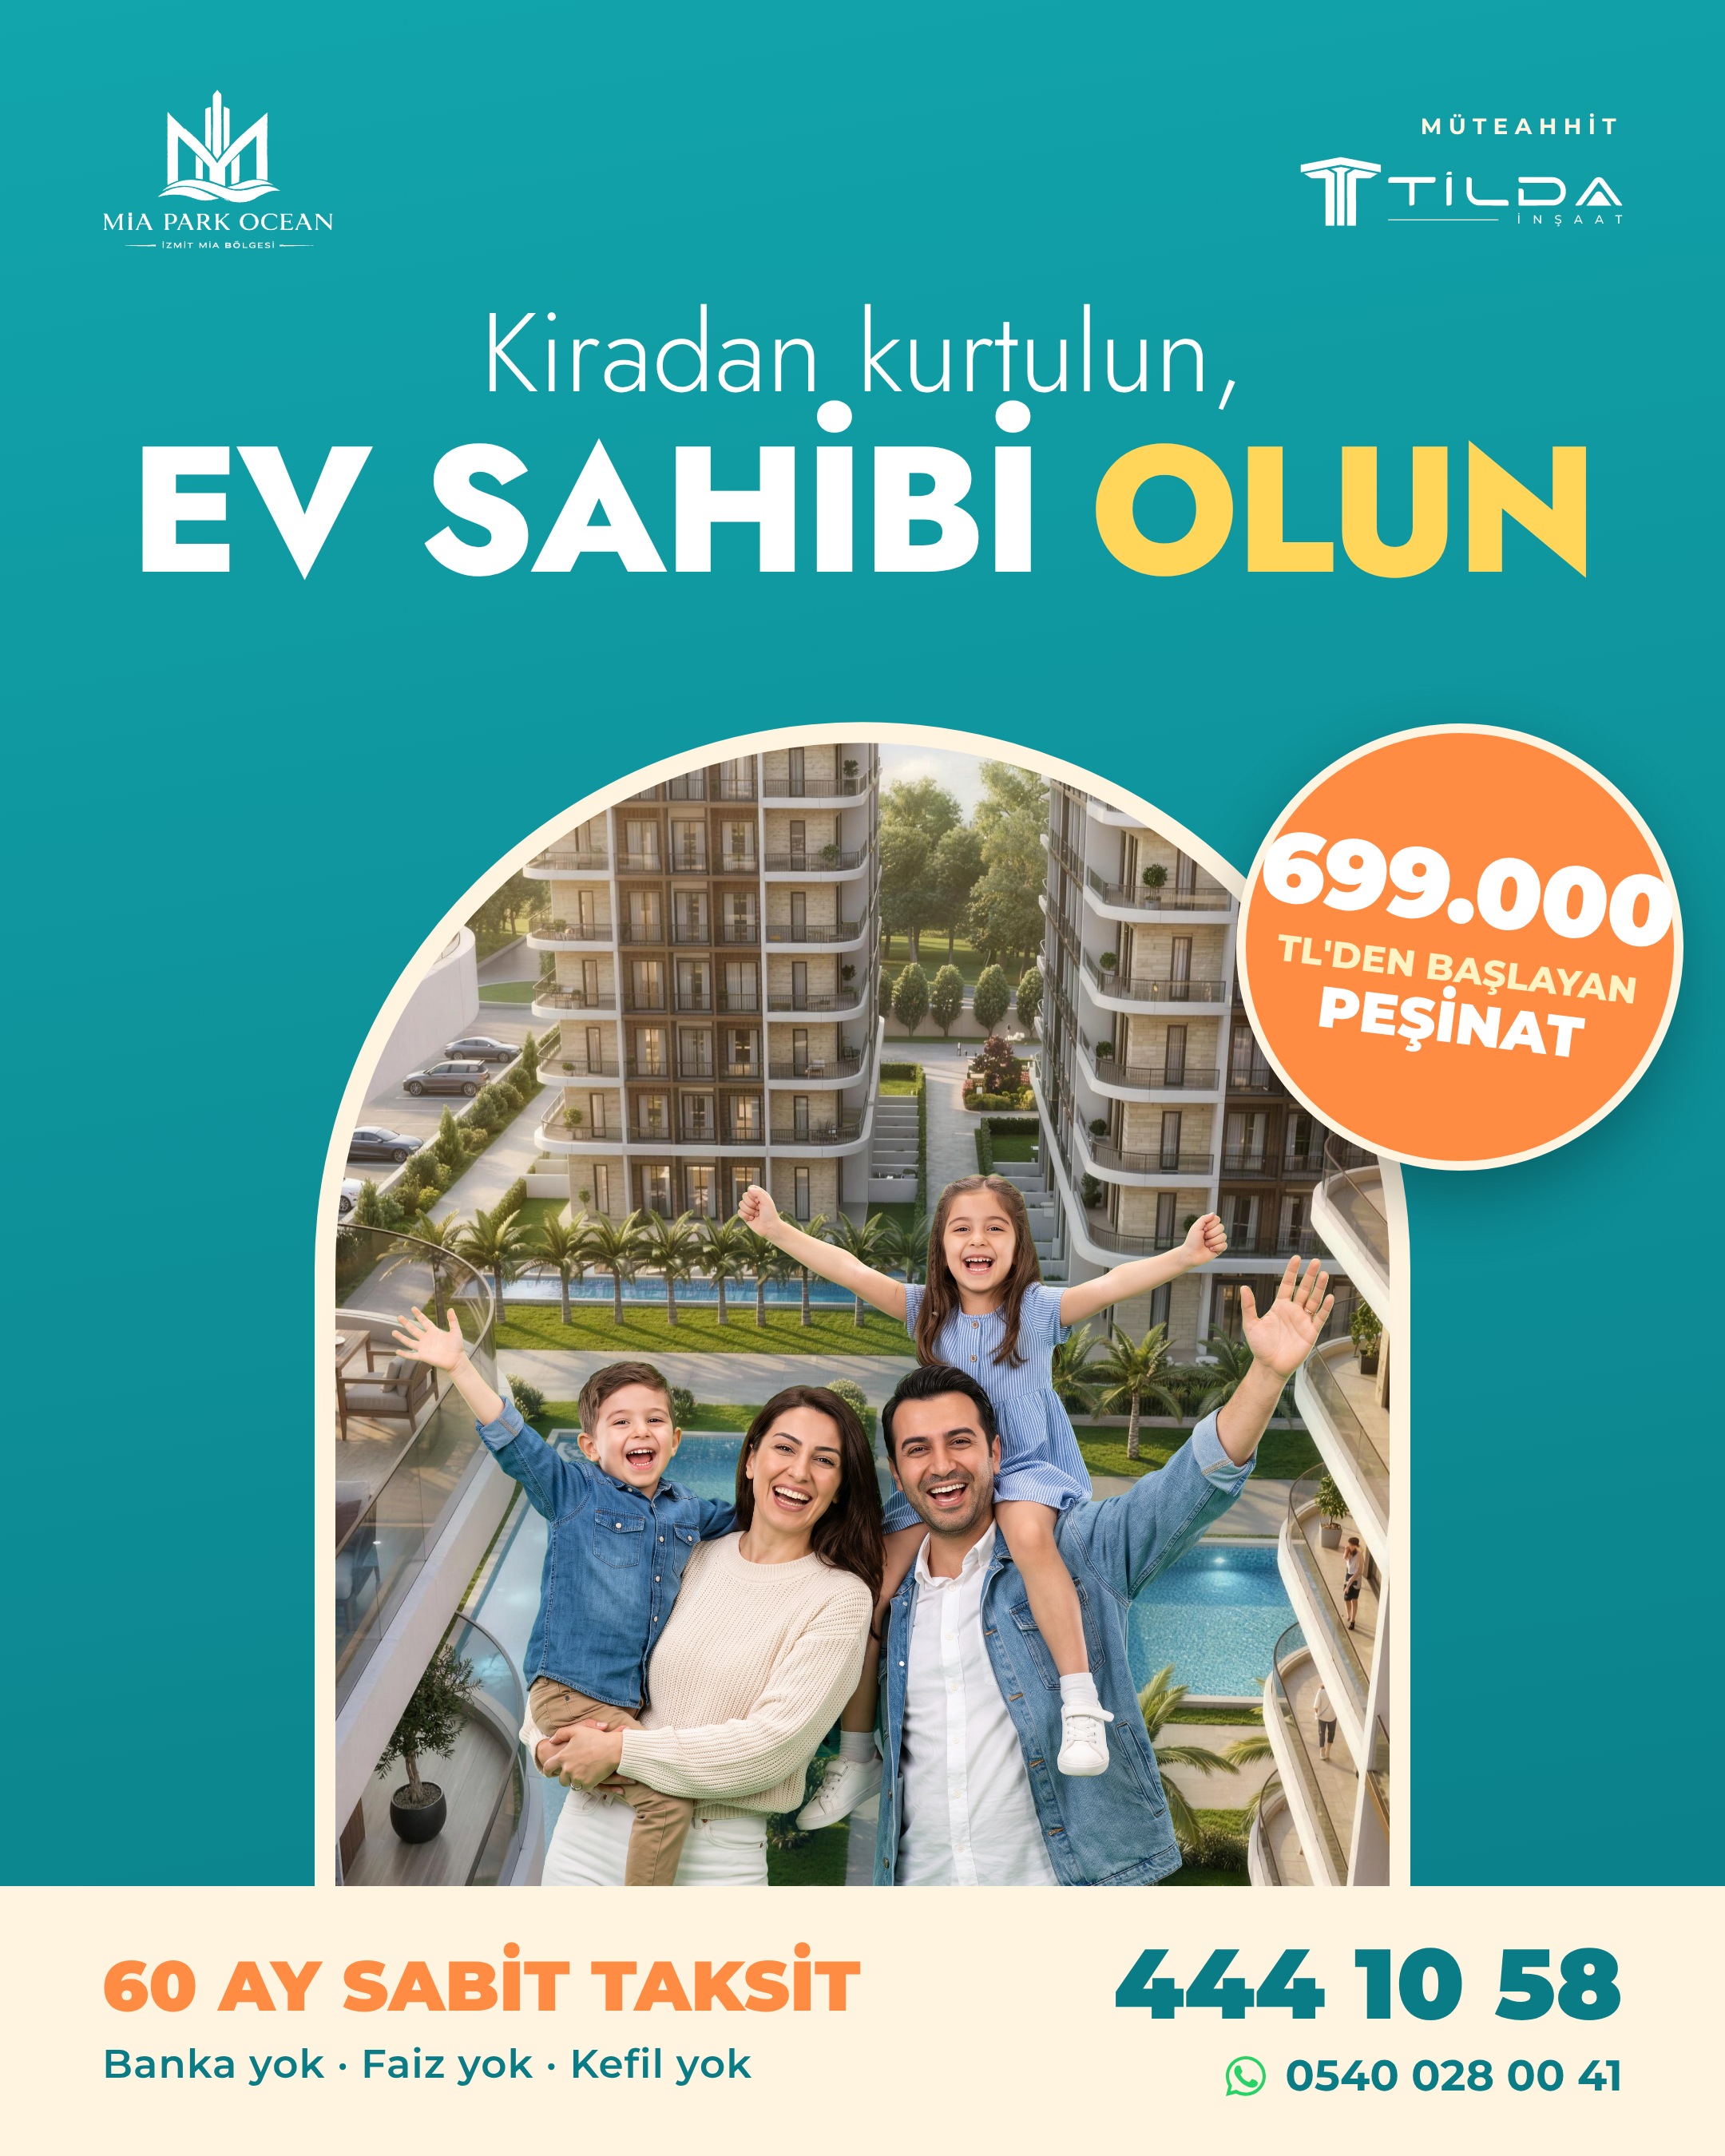 MİA PARK OCEAN
İZMİT MİA BÖLGESİ
MÜTEAHHİT
TİLDA
İNŞAAT
Kiradan kurtulun,
EV SAHİBİ OLUN
699.000
TL'DEN BAŞLAYAN
PEŞİNAT
60 AY SABİT TAKSİT
Banka yok · Faiz yok · Kefil yok
444 10 58
0540 028 00 41